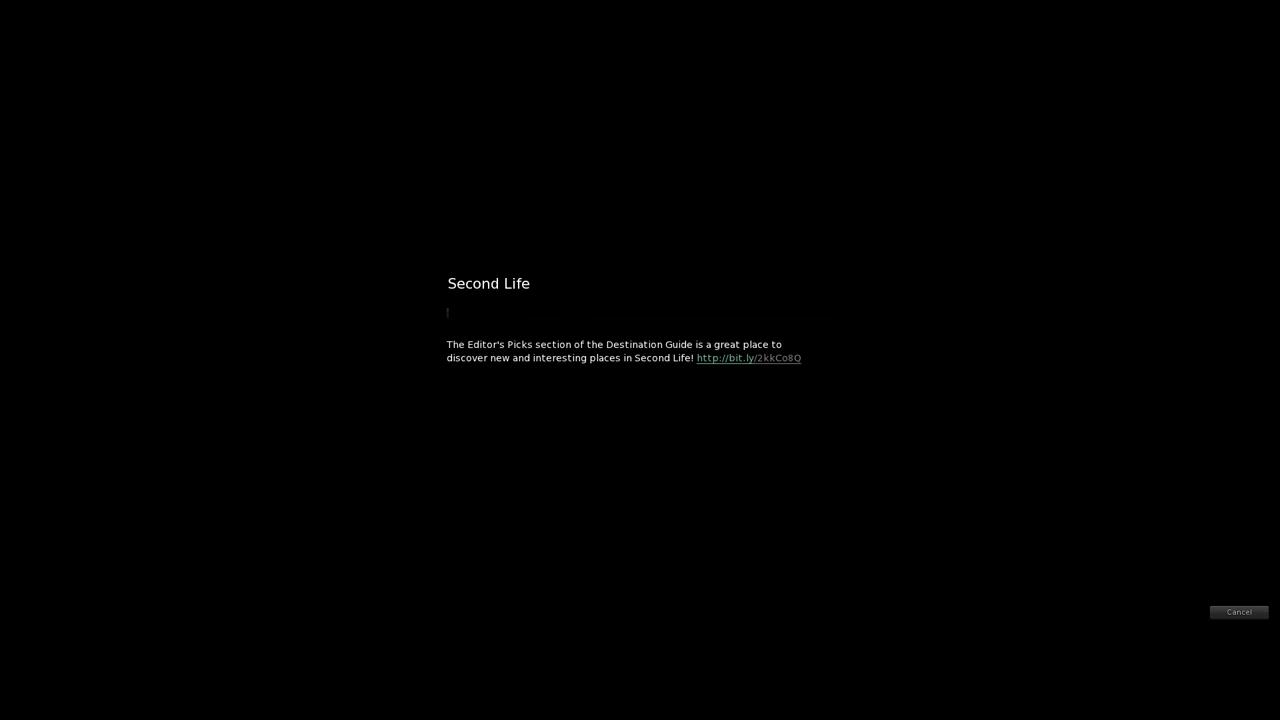 Second Life
The Editor's Picks section of the Destination Guide is a great place to
discover new and interesting places in Second Life! http://bit.ly/2kkCo8Q
Cancel